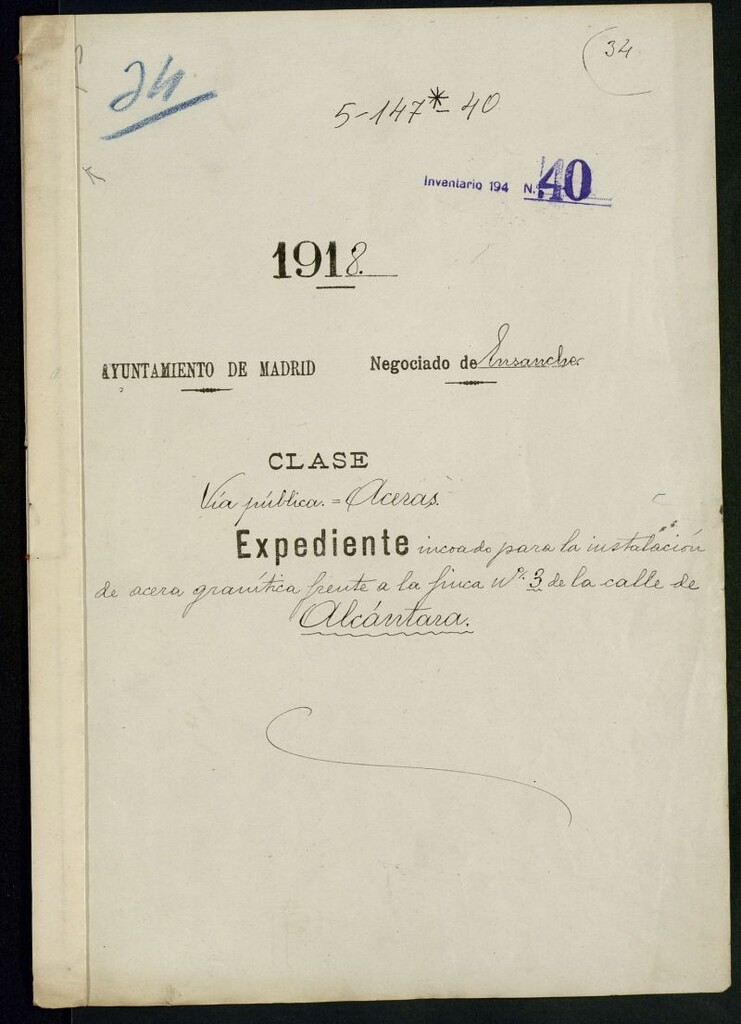 24
34
5-147*-40
Inventario 194 N. 40
1918.
AYUNTAMIENTO DE MADRID
Negociado de Ensanche
CLASE
Vía pública. = Aceras.
Expediente incoado para la instalación
de acera granítica frente a la finca nº. 3 de la calle de
Alcántara.